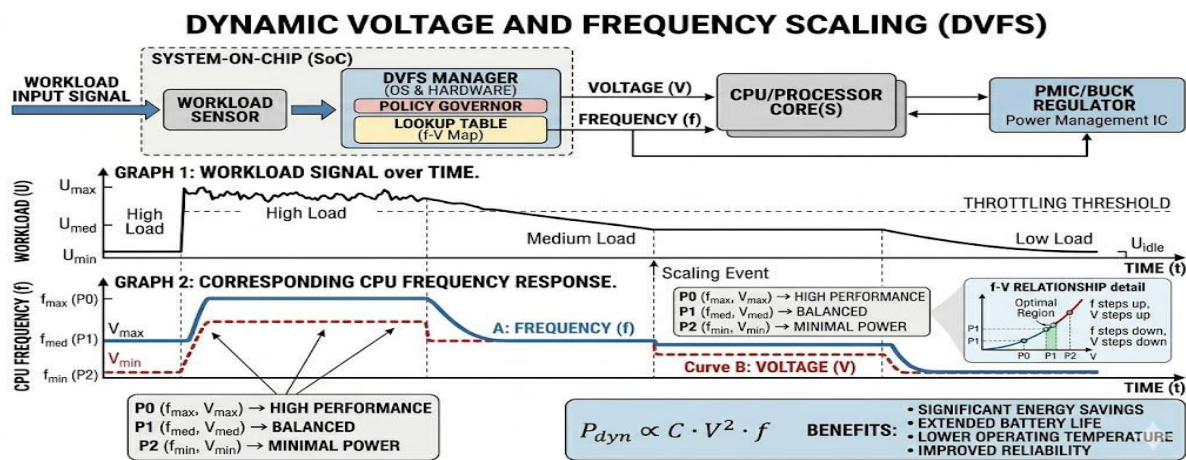 DYNAMIC VOLTAGE AND FREQUENCY SCALING (DVFS)
SYSTEM-ON-CHIP (SoC)
WORKLOAD
INPUT SIGNAL
WORKLOAD
SENSOR
DVFS MANAGER
(OS & HARDWARE)
POLICY GOVERNOR
LOOKUP TABLE
(f-V Map)
VOLTAGE (V)
FREQUENCY (f)
CPU/PROCESSOR
CORE(S)
PMIC/BUCK
REGULATOR
Power Management IC
GRAPH 1: WORKLOAD SIGNAL over TIME.
WORKLOAD (U)
Umax
Umed
Umin
High
Load
High Load
Medium Load
THROTTLING THRESHOLD
Low Load
Uidle
TIME (t)
GRAPH 2: CORRESPONDING CPU FREQUENCY RESPONSE.
CPU FREQUENCY (f)
fmax (P0)
Vmax
fmed (P1)
Vmin
fmin (P2)
A: FREQUENCY (f)
Scaling Event
P0 (fmax, Vmax) → HIGH PERFORMANCE
P1 (fmed, Vmed) → BALANCED
P2 (fmin, Vmin) → MINIMAL POWER
Curve B: VOLTAGE (V)
f-V RELATIONSHIP detail
Optimal
Region
f steps up,
V steps up
f steps down,
V steps down
P1
P1
P0
P1
P2
V
TIME (t)
P0 (fmax, Vmax) → HIGH PERFORMANCE
P1 (fmed, Vmed) → BALANCED
P2 (fmin, Vmin) → MINIMAL POWER
Pdyn ∝ C · V² · f
BENEFITS:
• SIGNIFICANT ENERGY SAVINGS
• EXTENDED BATTERY LIFE
• LOWER OPERATING TEMPERATURE
• IMPROVED RELIABILITY